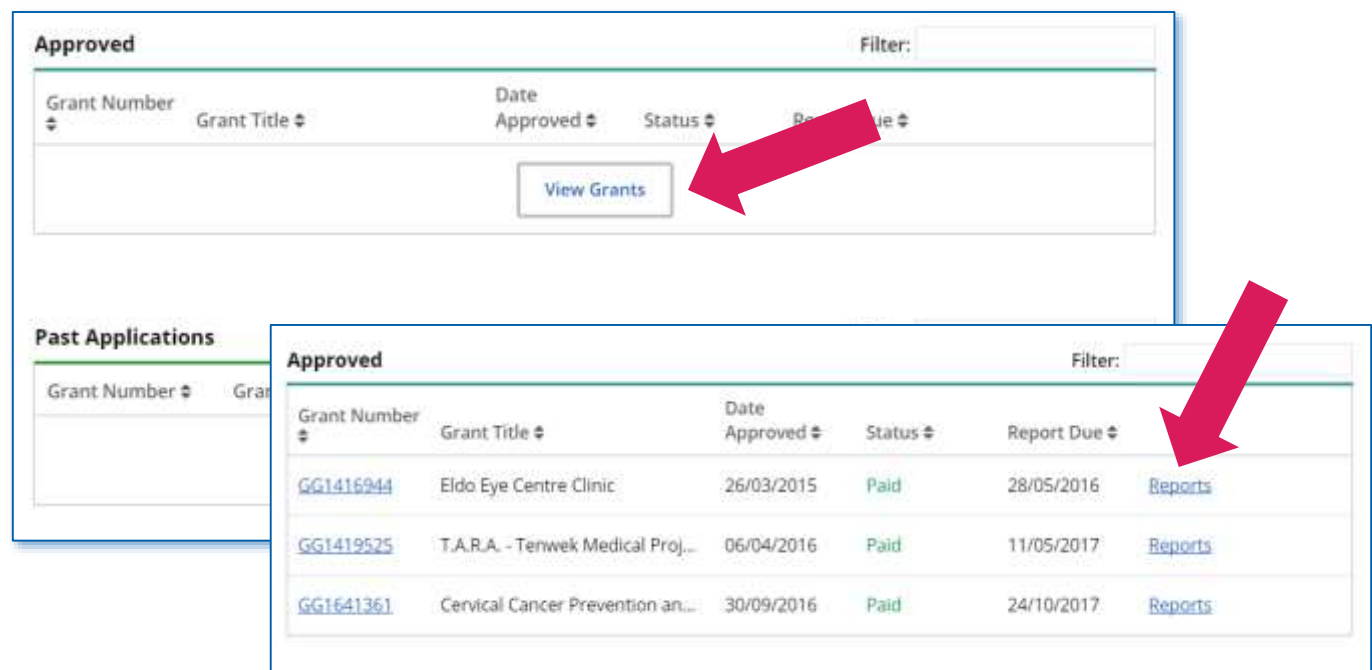 Approved Filter:
Grant Number Grant Title Date Approved Status
View Grants
Past Applications
Grant Number
Approved Filter:
Grant Number Grant Title Date Approved Status Report Due
GG1416944 Eldo Eye Centre Clinic 26/03/2015 Paid 28/05/2016 Reports
GG1419525 T.A.R.A. - Tenwek Medical Proj... 06/04/2016 Paid 11/05/2017 Reports
GG1641361 Cervical Cancer Prevention an... 30/09/2016 Paid 24/10/2017 Reports